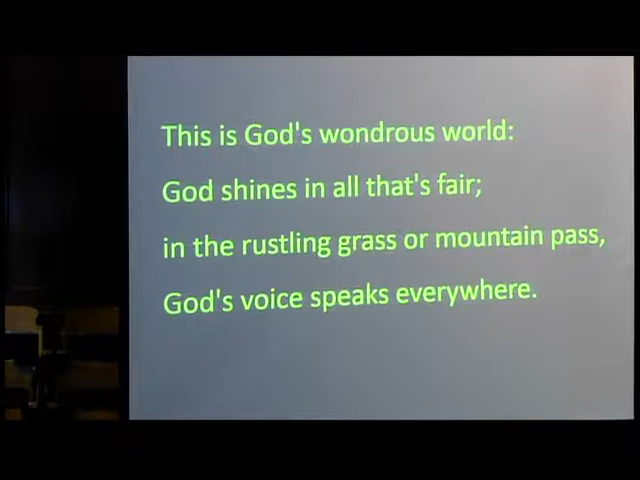 This is God's wondrous world:
God shines in all that's fair;
in the rustling grass or mountain pass,
God's voice speaks everywhere.